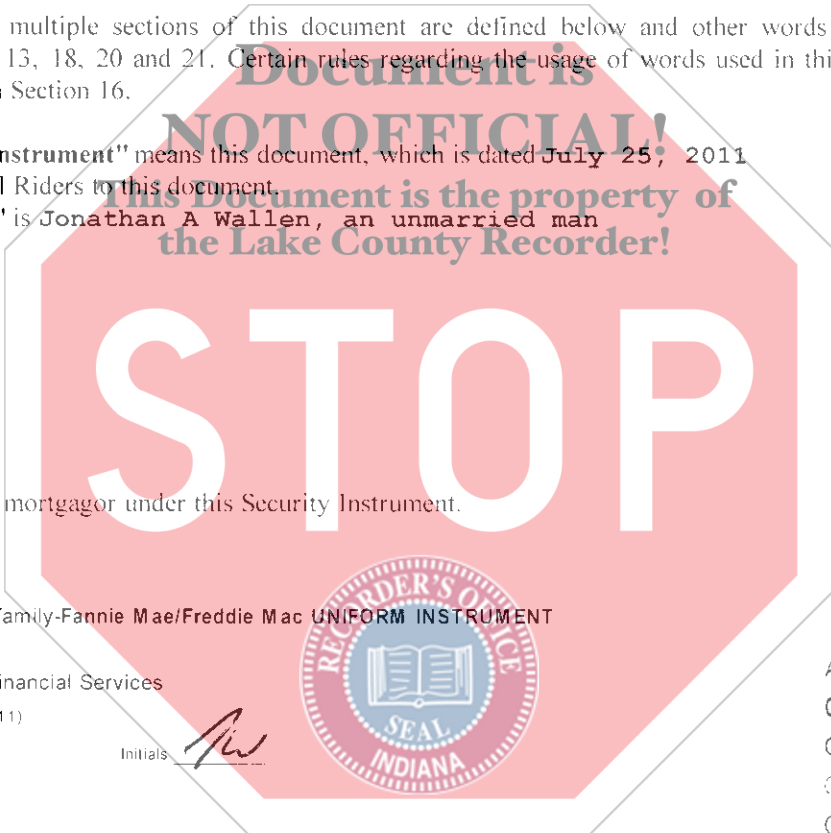 multiple sections of this document are defined below and other words
13, 18, 20 and 21. Certain rules regarding the usage of words used in thi
Section 16.
Document is
NOT OFFICIAL!
This Document is the property of
the Lake County Recorder!
nstrument" means this document, which is dated July 25, 2011
l Riders to this document.
" is Jonathan A Wallen, an unmarried man
STOP
mortgagor under this Security Instrument.
amily-Fannie Mae/Freddie Mac UNIFORM INSTRUMENT
inancial Services
11)
Initials
RECORDER'S OFFICE
SEAL
INDIANA